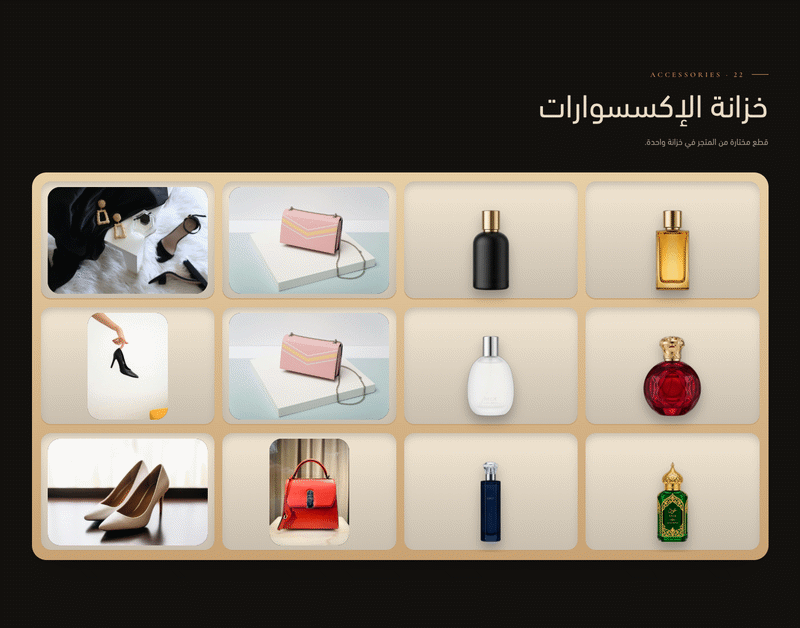 ACCESSORIES · 22
خزانة الإكسسوارات
قطع مختارة من المتجر في خزانة واحدة.